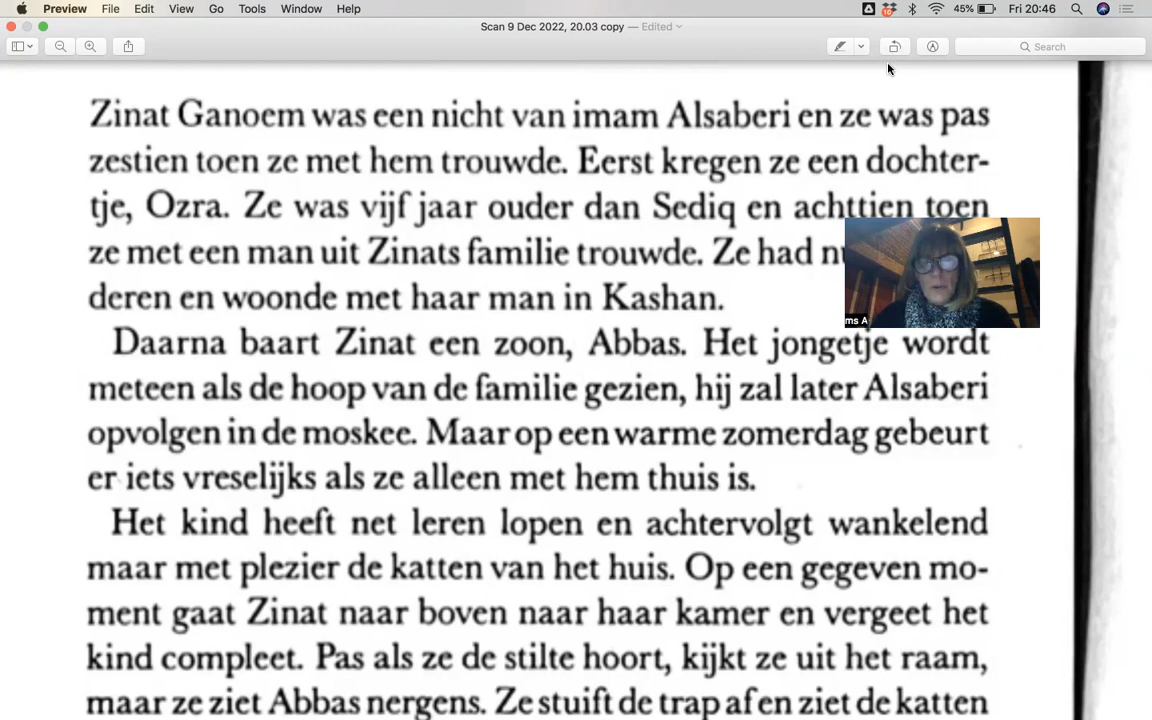 Preview File Edit View Go Tools Window Help 10 45% Fri 20:46
Scan 9 Dec 2022, 20.03 copy — Edited
Search
Zinat Ganoem was een nicht van imam Alsaberi en ze was pas
zestien toen ze met hem trouwde. Eerst kregen ze een dochter-
tje, Ozra. Ze was vijf jaar ouder dan Sediq en achttien toen
ze met een man uit Zinats familie trouwde. Ze had
deren en woonde met haar man in Kashan.
ms A
Daarna baart Zinat een zoon, Abbas. Het jongetje wordt
meteen als de hoop van de familie gezien, hij zal later Alsaberi
opvolgen in de moskee. Maar op een warme zomerdag gebeurt
er iets vreselijks als ze alleen met hem thuis is.
Het kind heeft net leren lopen en achtervolgt wankelend
maar met plezier de katten van het huis. Op een gegeven mo-
ment gaat Zinat naar boven naar haar kamer en vergeet het
kind compleet. Pas als ze de stilte hoort, kijkt ze uit het raam,
maar ze ziet Abbas nergens. Ze stuift de trap af en ziet de katten